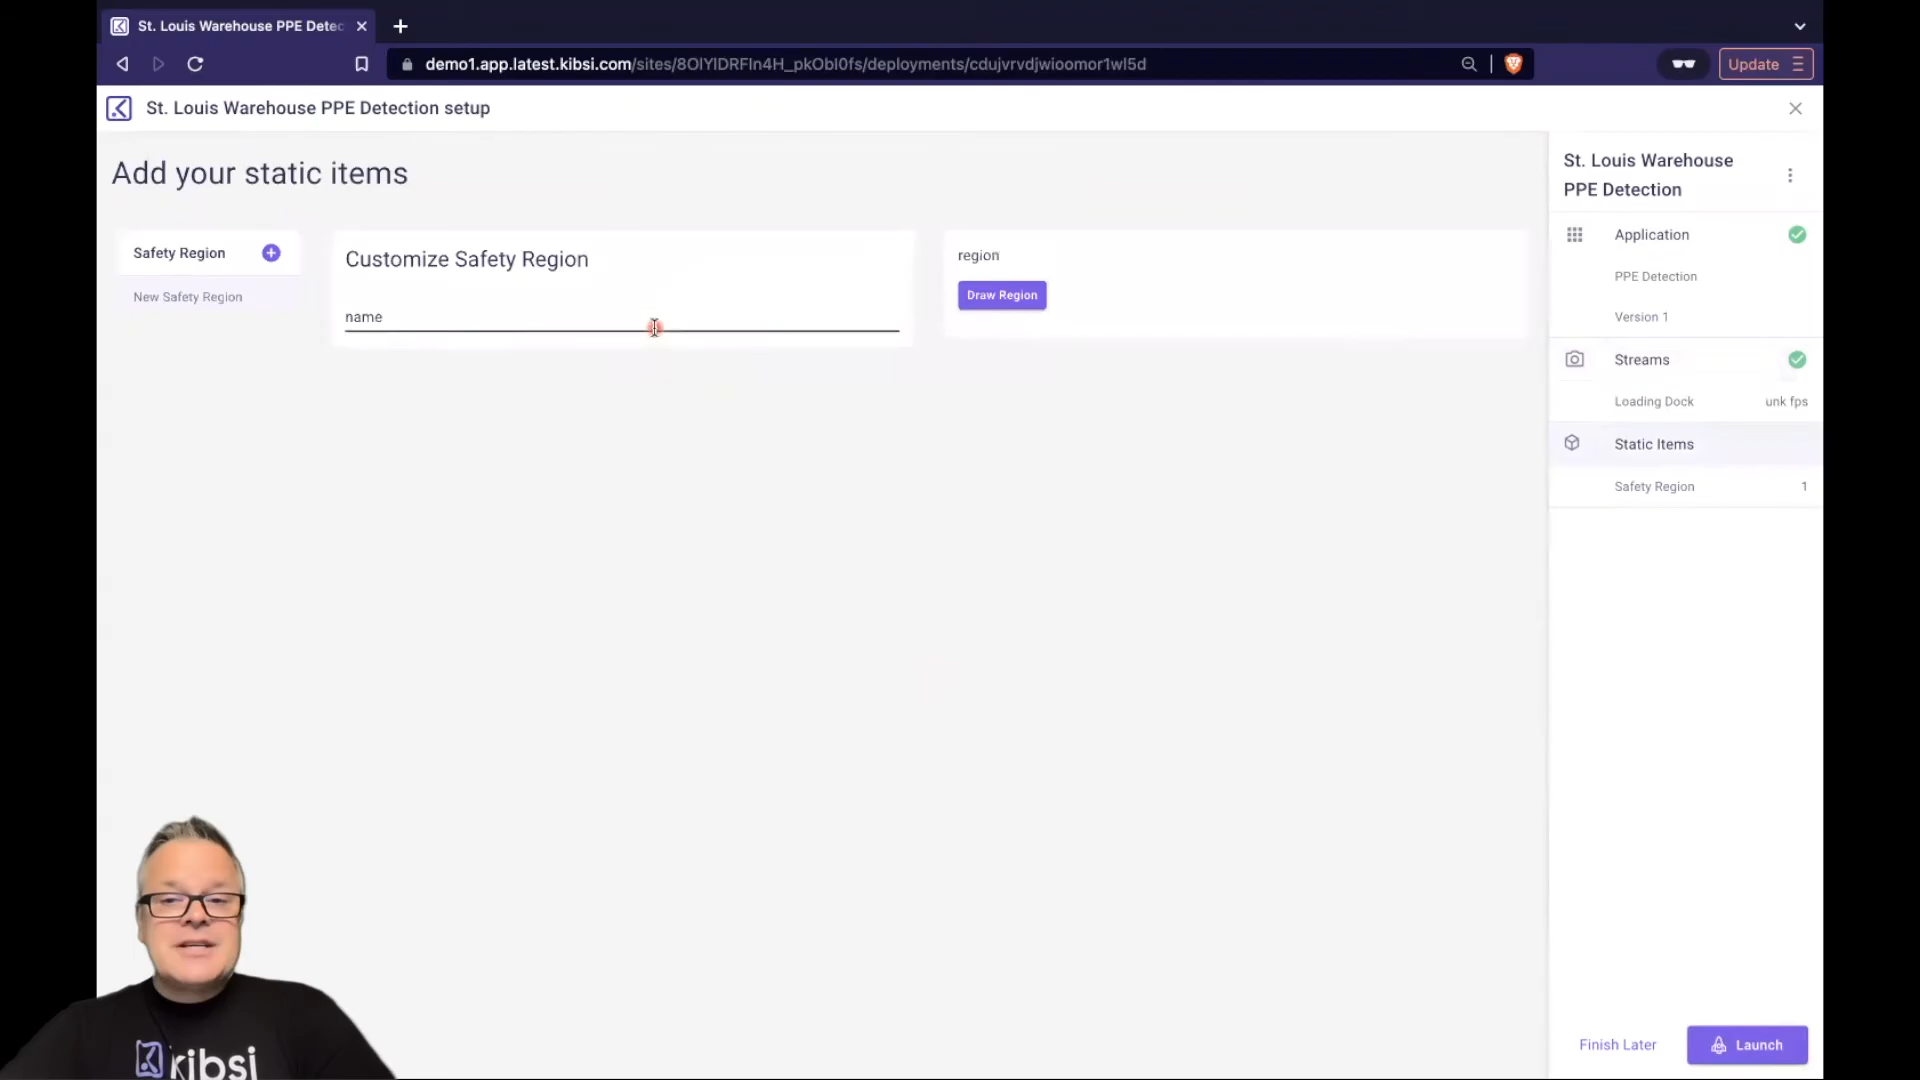 St. Louis Warehouse PPE Detec
demo1.app.latest.kibsi.com/sites/8OlYlDRFln4H_pkObl0fs/deployments/cdujvrvdjwioomor1wl5d
Update
St. Louis Warehouse PPE Detection setup
Add your static items
Safety Region
New Safety Region
Customize Safety Region
name
region
Draw Region
St. Louis Warehouse
PPE Detection
Application
PPE Detection
Version 1
Streams
Loading Dock unk fps
Static Items
Safety Region 1
Finish Later
Launch
kibsi